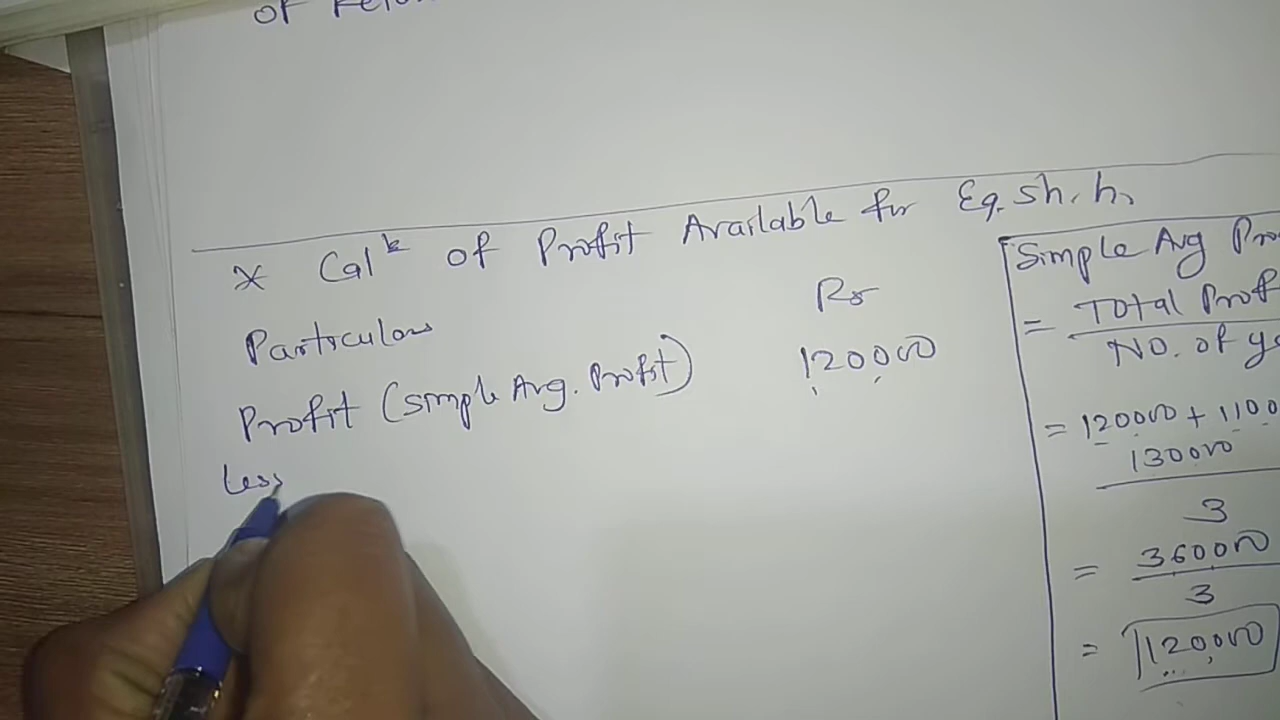 of
* Cal^k of Profit Available for Eq. sh. h.
Particulars Rs
Profit (Simple Avg. Profit) 120000
Less
Simple Avg Pro
= Total Prof
No. of ye
= 120000 + 1100
130000
3
= 360000
3
= 120000